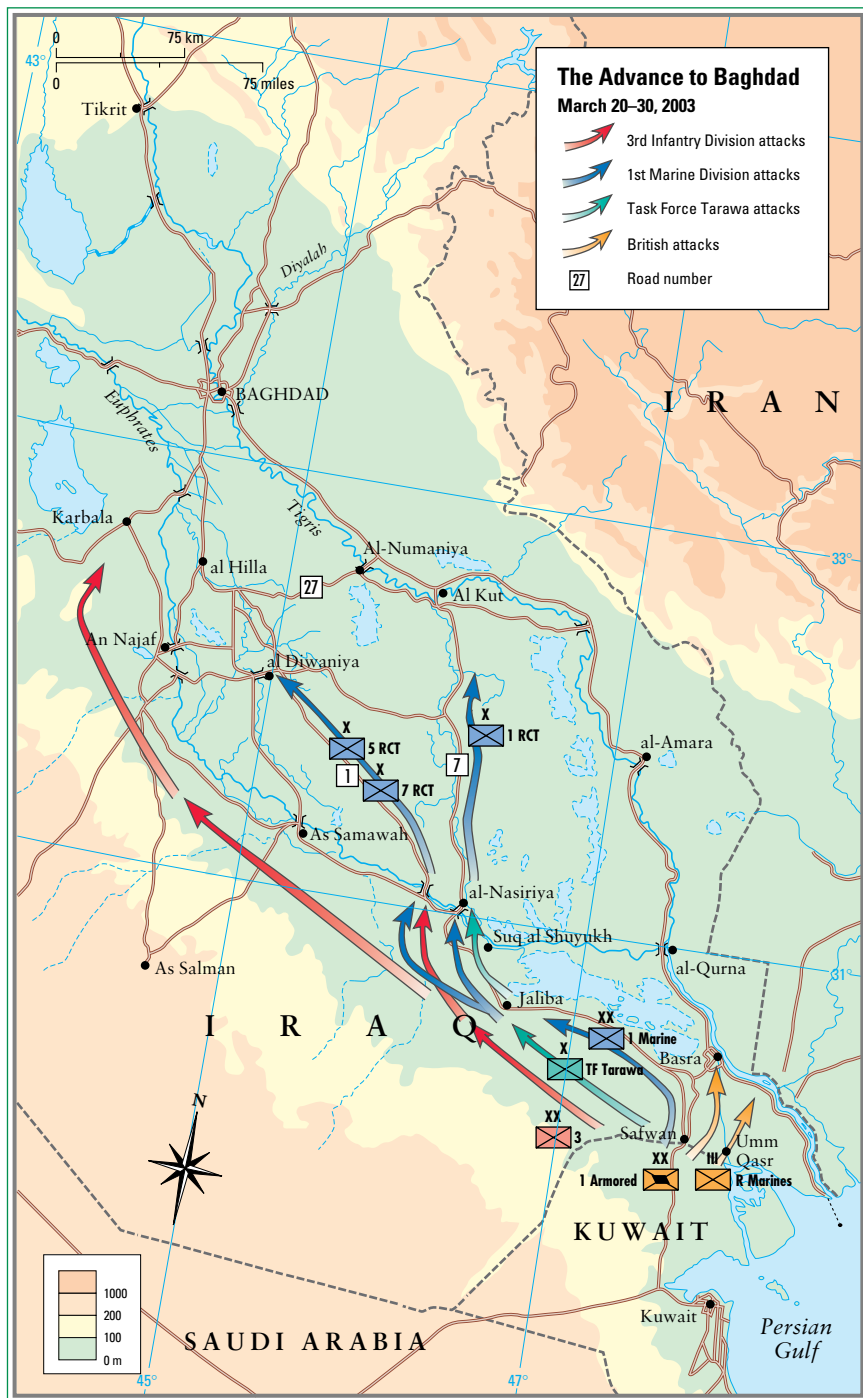 0 75 km
0 75 miles
43°
The Advance to Baghdad
March 20–30, 2003
3rd Infantry Division attacks
1st Marine Division attacks
Task Force Tarawa attacks
British attacks
27 Road number
Tikrit
Diyalah
BAGHDAD
I R A N
Euphrates
Tigris
Karbala
al Hilla
Al-Numaniya
33°
27
Al Kut
An Najaf
al Diwaniya
X
5 RCT
X
1 RCT
1
X
7 RCT
7
al-Amara
As Samawah
al-Nasiriya
Suq al Shuyukh
al-Qurna
As Salman
31°
Jaliba
I R A Q
XX
1 Marine
X
TF Tarawa
Basra
N
XX
3
Safwan
Umm
Qasr
XX
1 Armored
III
R Marines
KUWAIT
1000
200
100
0 m
Kuwait
SAUDI ARABIA
Persian
Gulf
45°
47°